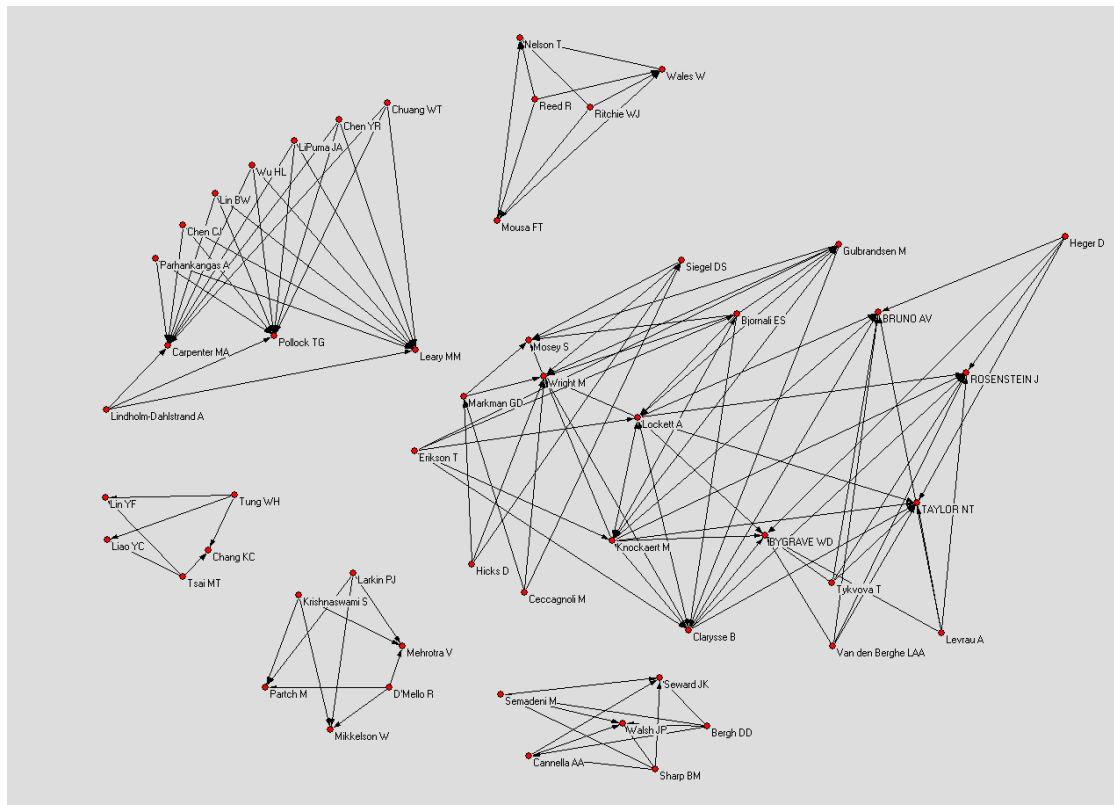 Nelson T
Wales W
Reed R
Ritchie WJ
Mousa FT
Chuang WT
Chen YR
LiPuma JA
Wu HL
Lin BW
Chen CJ
Parhankangas A
Carpenter MA
Pollock TG
Leary MM
Lindholm-Dahlstrand A
Gulbrandsen M
Heger D
Siegel DS
Bjornali ES
BRUNO AV
Mosey S
Wright M
ROSENSTEIN J
Markman GD
Lockett A
Erikson T
TAYLOR NT
Knockaert M
BYGRAVE WD
Hicks D
Ceccagnoli M
Tykvova T
Clarysse B
Van den Berghe LAA
Levrau A
Lin YF
Tung WH
Liao YC
Chang KC
Tsai MT
Larkin PJ
Krishnaswami S
Mehrotra V
Partch M
D'Mello R
Mikkelson W
Seward JK
Semadeni M
Walsh JP
Bergh DD
Cannella AA
Sharp BM